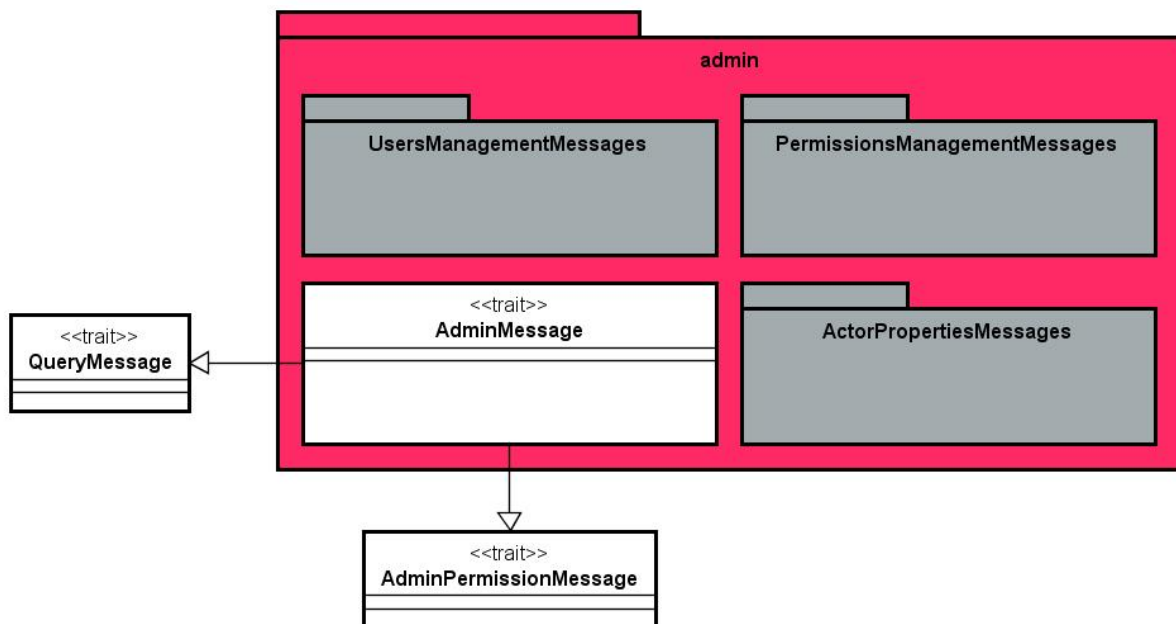 admin
UsersManagementMessages
PermissionsManagementMessages
<<trait>>
AdminMessage
ActorPropertiesMessages
<<trait>>
QueryMessage
<<trait>>
AdminPermissionMessage